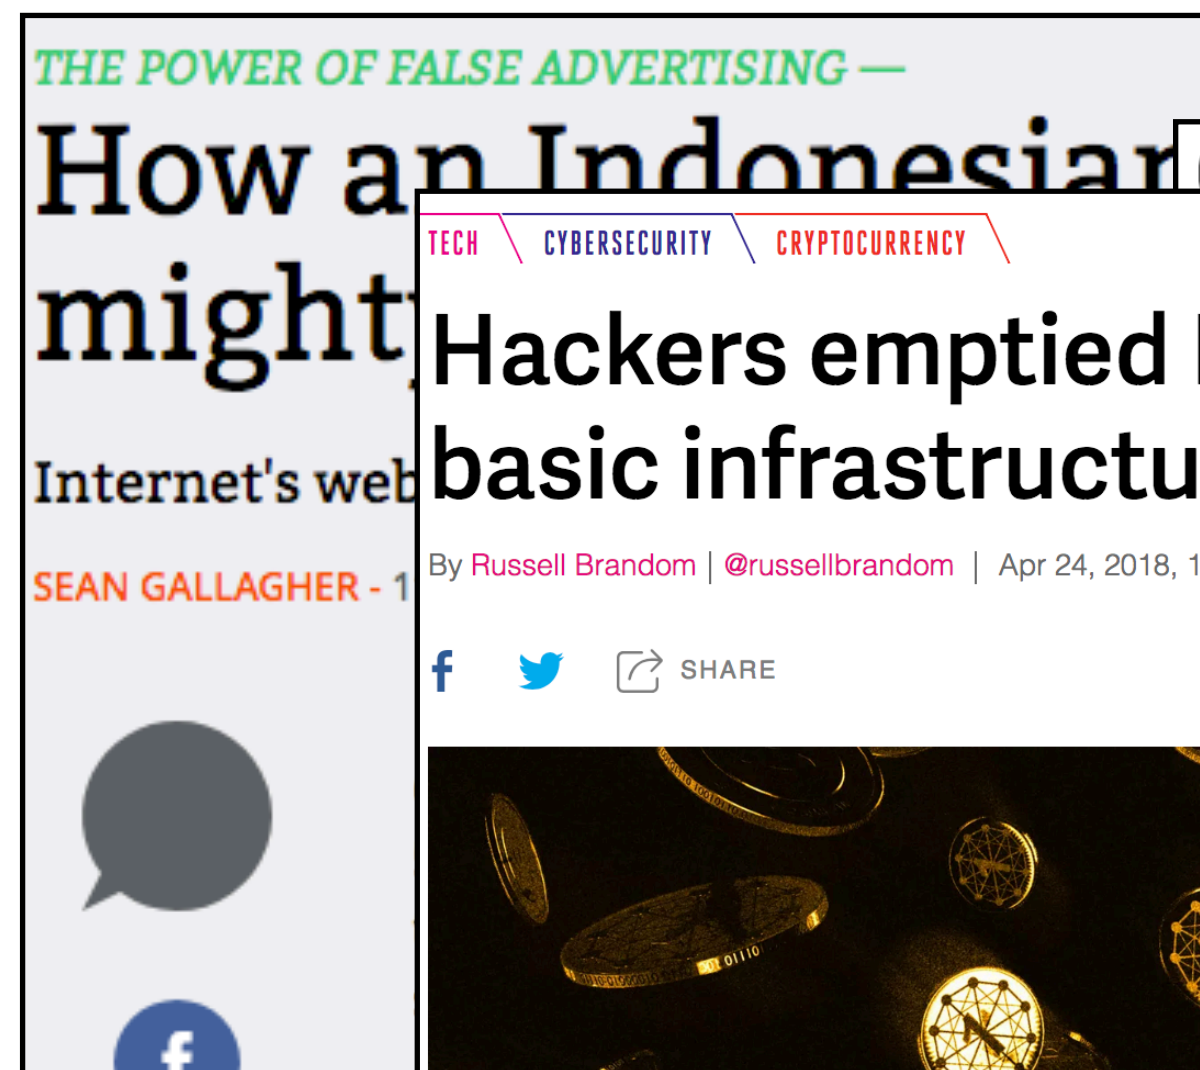 THE POWER OF FALSE ADVERTISING —
How an Indonesian
mighty
Internet's web
SEAN GALLAGHER - 1
TECH
CYBERSECURITY
CRYPTOCURRENCY
Hackers emptied
basic infrastructu
By Russell Brandom | @russellbrandom | Apr 24, 2018, 1
SHARE